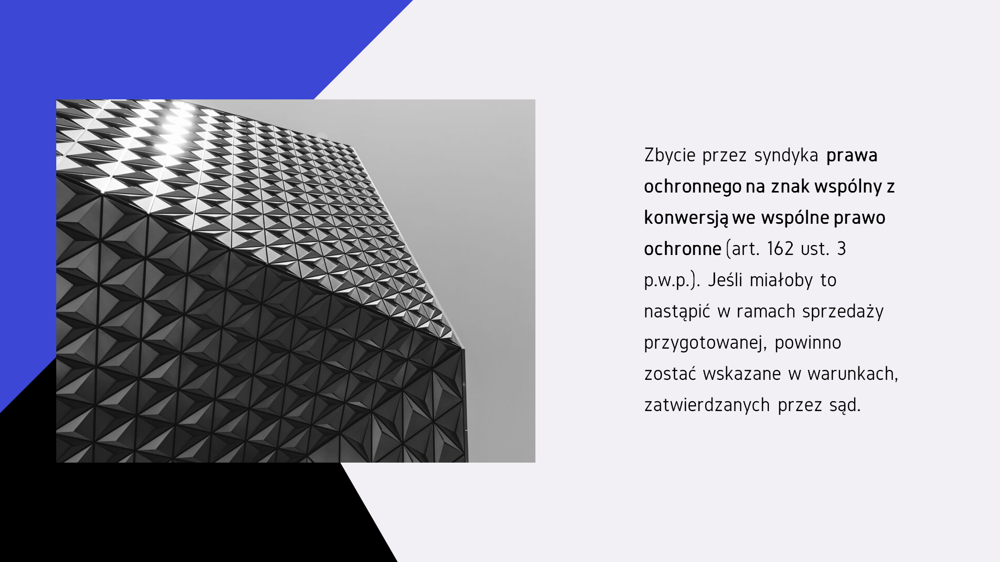 Zbycie przez syndyka prawa
ochronnego na znak wspólny z
konwersją we wspólne prawo
ochronne (art. 162 ust. 3
p.w.p.). Jeśli miałoby to
nastąpić w ramach sprzedaży
przygotowanej, powinno
zostać wskazane w warunkach,
zatwierdzanych przez sąd.